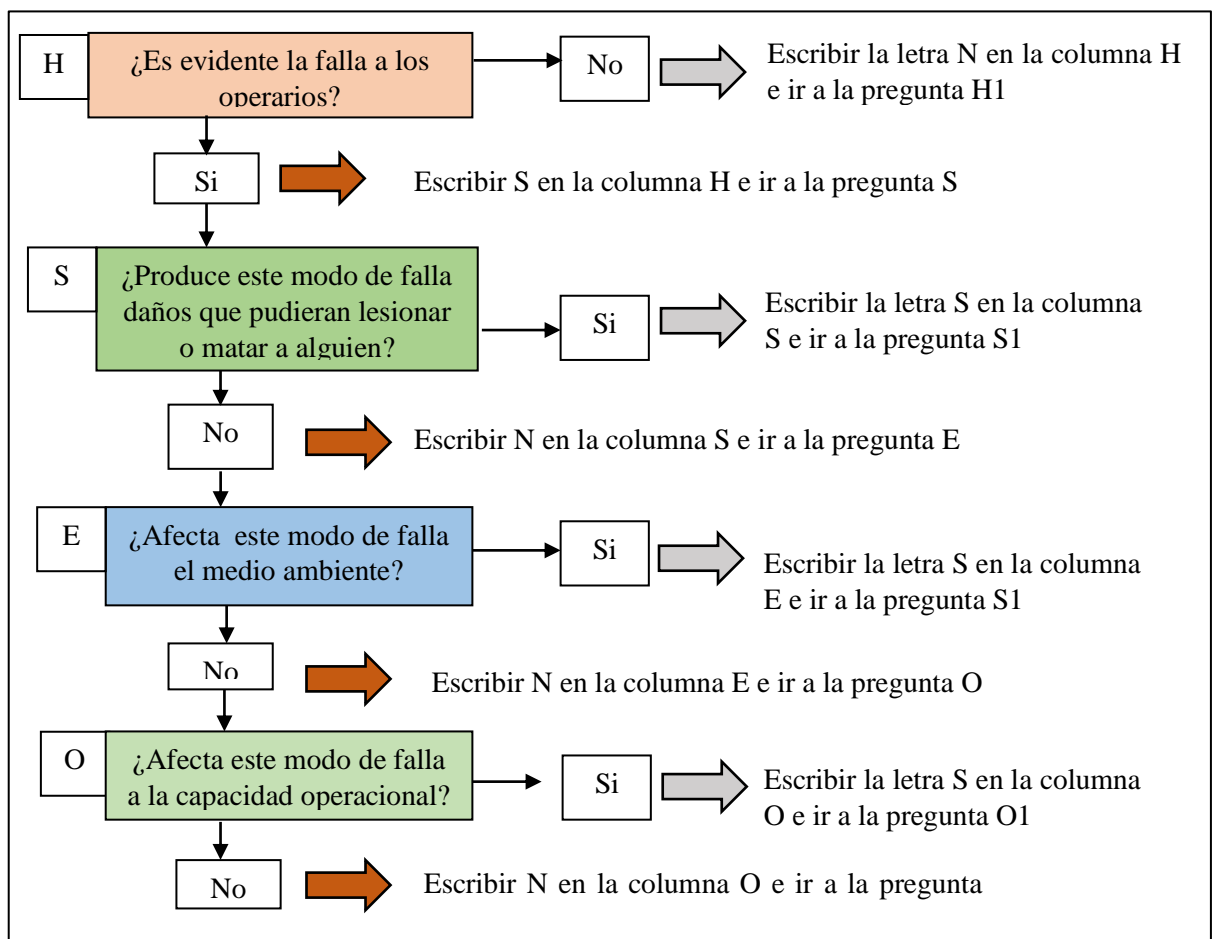 H
¿Es evidente la falla a los
operarios?
No
Escribir la letra N en la columna H
e ir a la pregunta H1
Si
Escribir S en la columna H e ir a la pregunta S
S
¿Produce este modo de falla
daños que pudieran lesionar
o matar a alguien?
Si
Escribir la letra S en la columna
S e ir a la pregunta S1
No
Escribir N en la columna S e ir a la pregunta E
E
¿Afecta este modo de falla
el medio ambiente?
Si
Escribir la letra S en la columna
E e ir a la pregunta S1
No
Escribir N en la columna E e ir a la pregunta O
O
¿Afecta este modo de falla
a la capacidad operacional?
Si
Escribir la letra S en la columna
O e ir a la pregunta O1
No
Escribir N en la columna O e ir a la pregunta